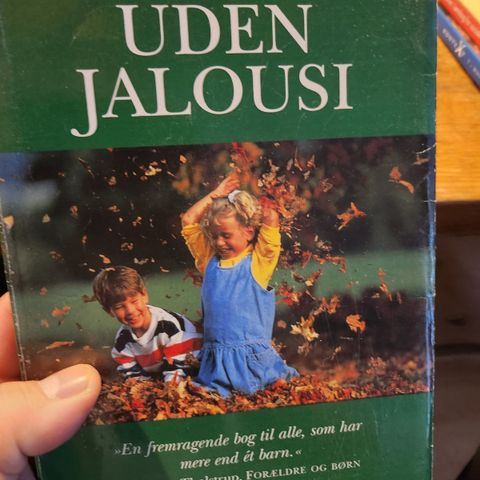 UDEN
JALOUSI
»En fremragende bog til alle, som har
mere end ét barn.«
FORÆLDRE OG BØRN